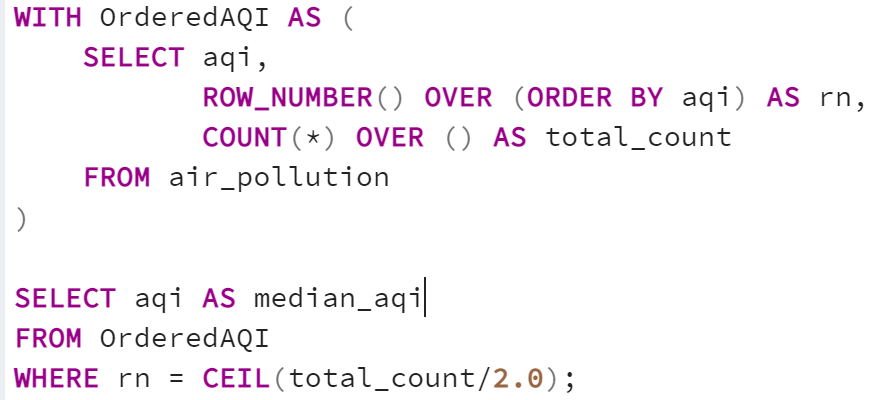 WITH OrderedAQI AS (
    SELECT aqi,
           ROW_NUMBER() OVER (ORDER BY aqi) AS rn,
           COUNT(*) OVER () AS total_count
    FROM air_pollution
)

SELECT aqi AS median_aqi
FROM OrderedAQI
WHERE rn = CEIL(total_count/2.0);